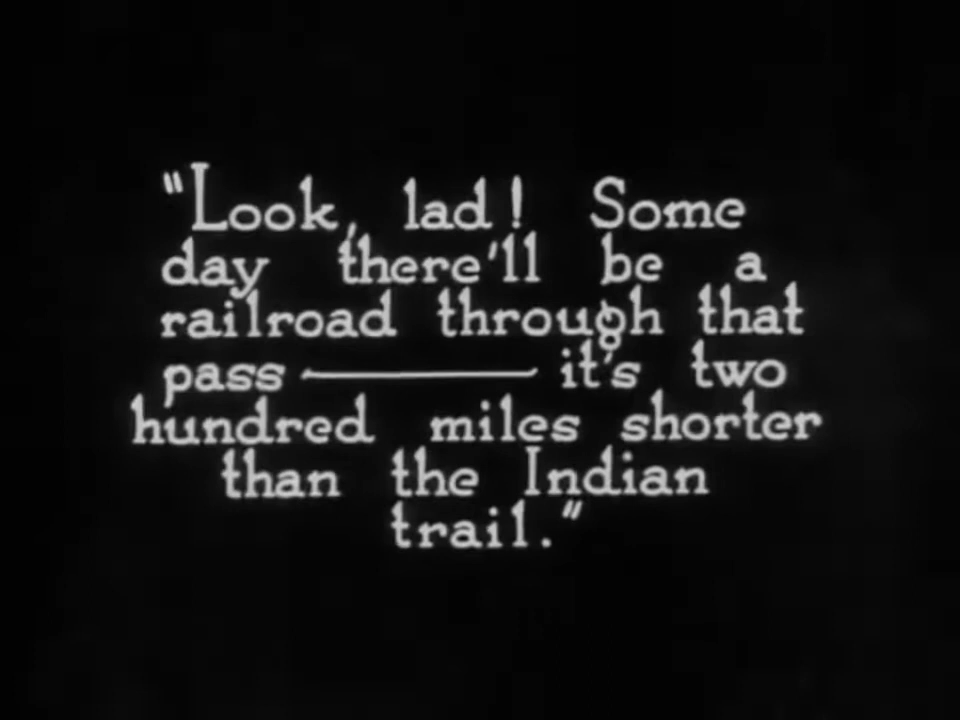 "Look, lad! Some
day there'll be a
railroad through that
pass — it's two
hundred miles shorter
than the Indian
trail."